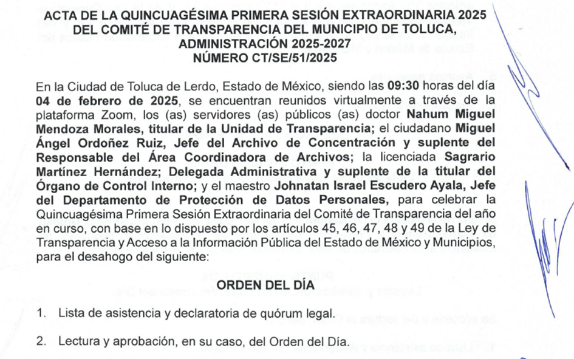 ACTA DE LA QUINCUAGÉSIMA PRIMERA SESIÓN EXTRAORDINARIA 2025
DEL COMITÉ DE TRANSPARENCIA DEL MUNICIPIO DE TOLUCA,
ADMINISTRACIÓN 2025-2027
NÚMERO CT/SE/51/2025
En la Ciudad de Toluca de Lerdo, Estado de México, siendo las 09:30 horas del día
04 de febrero de 2025, se encuentran reunidos virtualmente a través de la
plataforma Zoom, los (as) servidores (as) públicos (as) doctor Nahum Miguel
Mendoza Morales, titular de la Unidad de Transparencia; el ciudadano Miguel
Ángel Ordoñez Ruiz, Jefe del Archivo de Concentración y suplente del
Responsable del Área Coordinadora de Archivos; la licenciada Sagrario
Martínez Hernández; Delegada Administrativa y suplente de la titular del
Órgano de Control Interno; y el maestro Johnatan Israel Escudero Ayala, Jefe
del Departamento de Protección de Datos Personales, para celebrar la
Quincuagésima Primera Sesión Extraordinaria del Comité de Transparencia del año
en curso, con base en lo dispuesto por los artículos 45, 46, 47, 48 y 49 de la Ley de
Transparencia y Acceso a la Información Pública del Estado de México y Municipios,
para el desahogo del siguiente:
ORDEN DEL DÍA
1. Lista de asistencia y declaratoria de quórum legal.
2. Lectura y aprobación, en su caso, del Orden del Día.